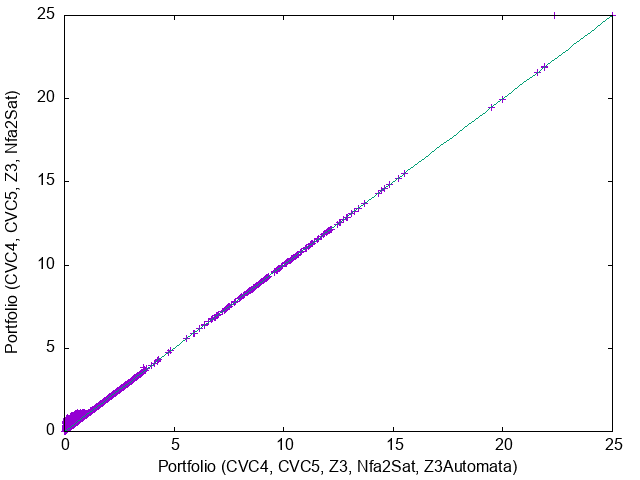 25
20
15
10
5
0
Portfolio (CVC4, CVC5, Z3, Nfa2Sat)
0 5 10 15 20 25
Portfolio (CVC4, CVC5, Z3, Nfa2Sat, Z3Automata)